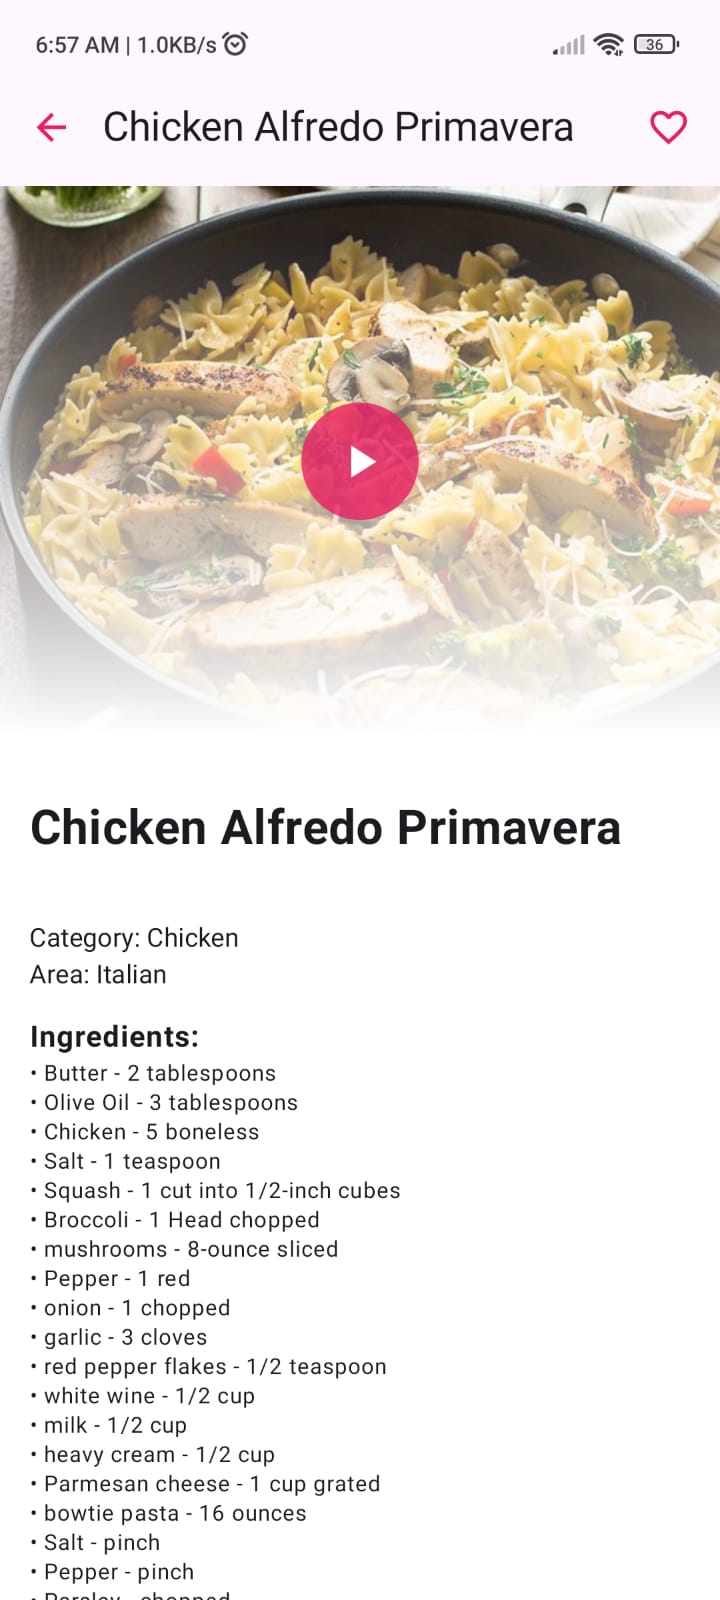 6:57 AM | 1.0KB/s
36
Chicken Alfredo Primavera
Chicken Alfredo Primavera
Category: Chicken
Area: Italian
Ingredients:
• Butter - 2 tablespoons
• Olive Oil - 3 tablespoons
• Chicken - 5 boneless
• Salt - 1 teaspoon
• Squash - 1 cut into 1/2-inch cubes
• Broccoli - 1 Head chopped
• mushrooms - 8-ounce sliced
• Pepper - 1 red
• onion - 1 chopped
• garlic - 3 cloves
• red pepper flakes - 1/2 teaspoon
• white wine - 1/2 cup
• milk - 1/2 cup
• heavy cream - 1/2 cup
• Parmesan cheese - 1 cup grated
• bowtie pasta - 16 ounces
• Salt - pinch
• Pepper - pinch
• Parsley - chopped